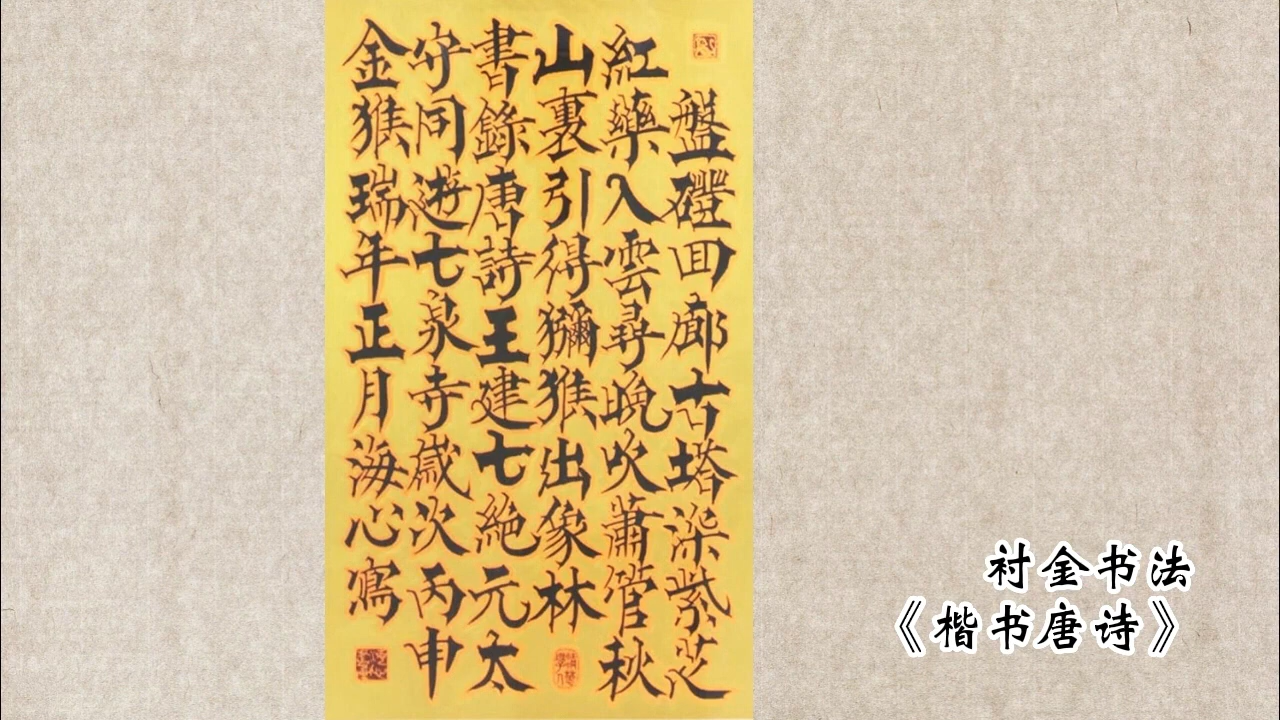 盤磴回廊古塔深紫芝
紅藥入雲尋晚吹蕭管秋
山裏引得獼猴出象林
書錄唐詩王建七絕元太
守同遊七泉寺歲次丙申
金猴瑞年正月海心寫
衬金书法
《楷书唐诗》